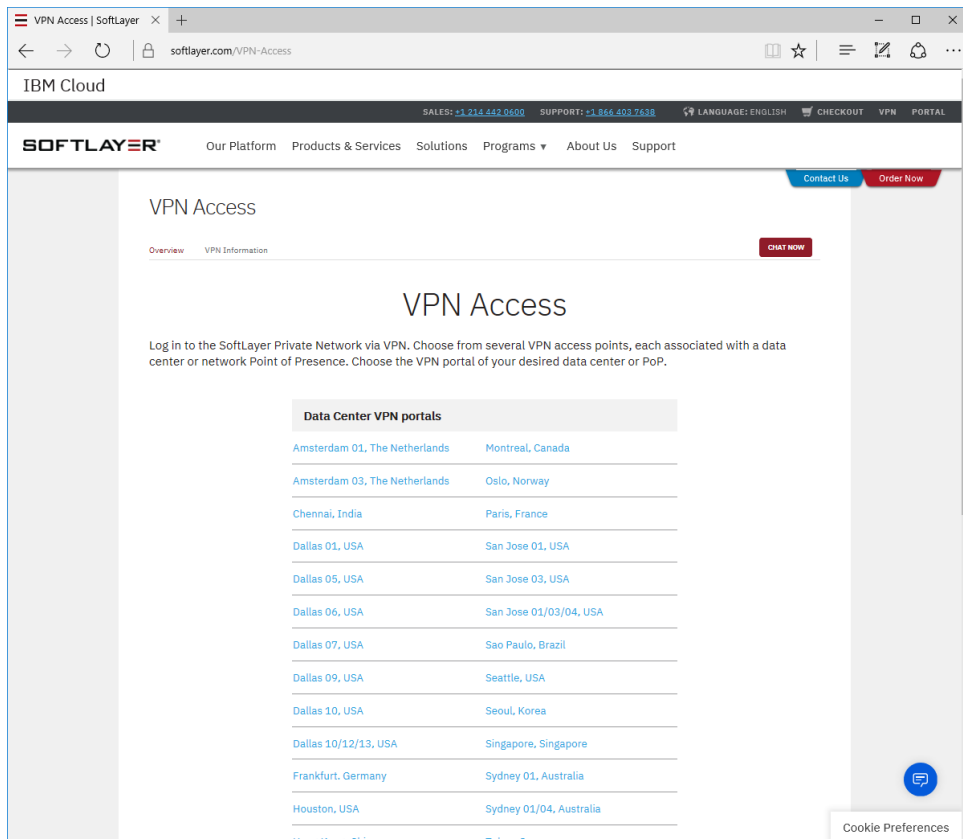 VPN Access | SoftLayer
softlayer.com/VPN-Access
IBM Cloud
SALES: +1 214 442 0600 SUPPORT: +1 866 403 7638 LANGUAGE: ENGLISH CHECKOUT VPN PORTAL
SOFTLAYER® Our Platform Products & Services Solutions Programs ▾ About Us Support
Contact Us Order Now
VPN Access
Overview VPN Information CHAT NOW
VPN Access
Log in to the SoftLayer Private Network via VPN. Choose from several VPN access points, each associated with a data
center or network Point of Presence. Choose the VPN portal of your desired data center or PoP.
Data Center VPN portals
Amsterdam 01, The Netherlands Montreal, Canada
Amsterdam 03, The Netherlands Oslo, Norway
Chennai, India Paris, France
Dallas 01, USA San Jose 01, USA
Dallas 05, USA San Jose 03, USA
Dallas 06, USA San Jose 01/03/04, USA
Dallas 07, USA Sao Paulo, Brazil
Dallas 09, USA Seattle, USA
Dallas 10, USA Seoul, Korea
Dallas 10/12/13, USA Singapore, Singapore
Frankfurt, Germany Sydney 01, Australia
Houston, USA Sydney 01/04, Australia
Cookie Preferences